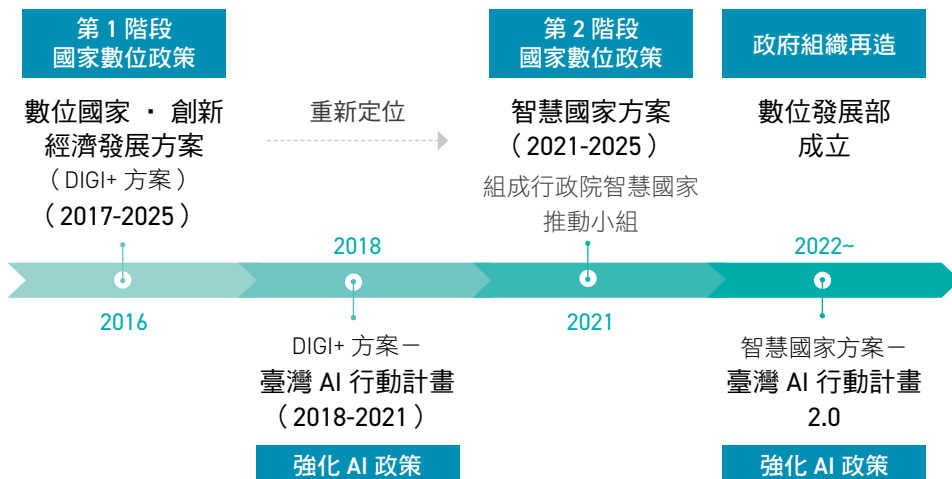 第 1 階段
國家數位政策
數位國家 · 創新
經濟發展方案
（DIGI+ 方案）
（2017-2025）
2016
重新定位
2018
DIGI+ 方案－
臺灣 AI 行動計畫
（2018-2021）
強化 AI 政策
第 2 階段
國家數位政策
智慧國家方案
（2021-2025）
組成行政院智慧國家
推動小組
2021
政府組織再造
數位發展部
成立
2022~
智慧國家方案－
臺灣 AI 行動計畫
2.0
強化 AI 政策